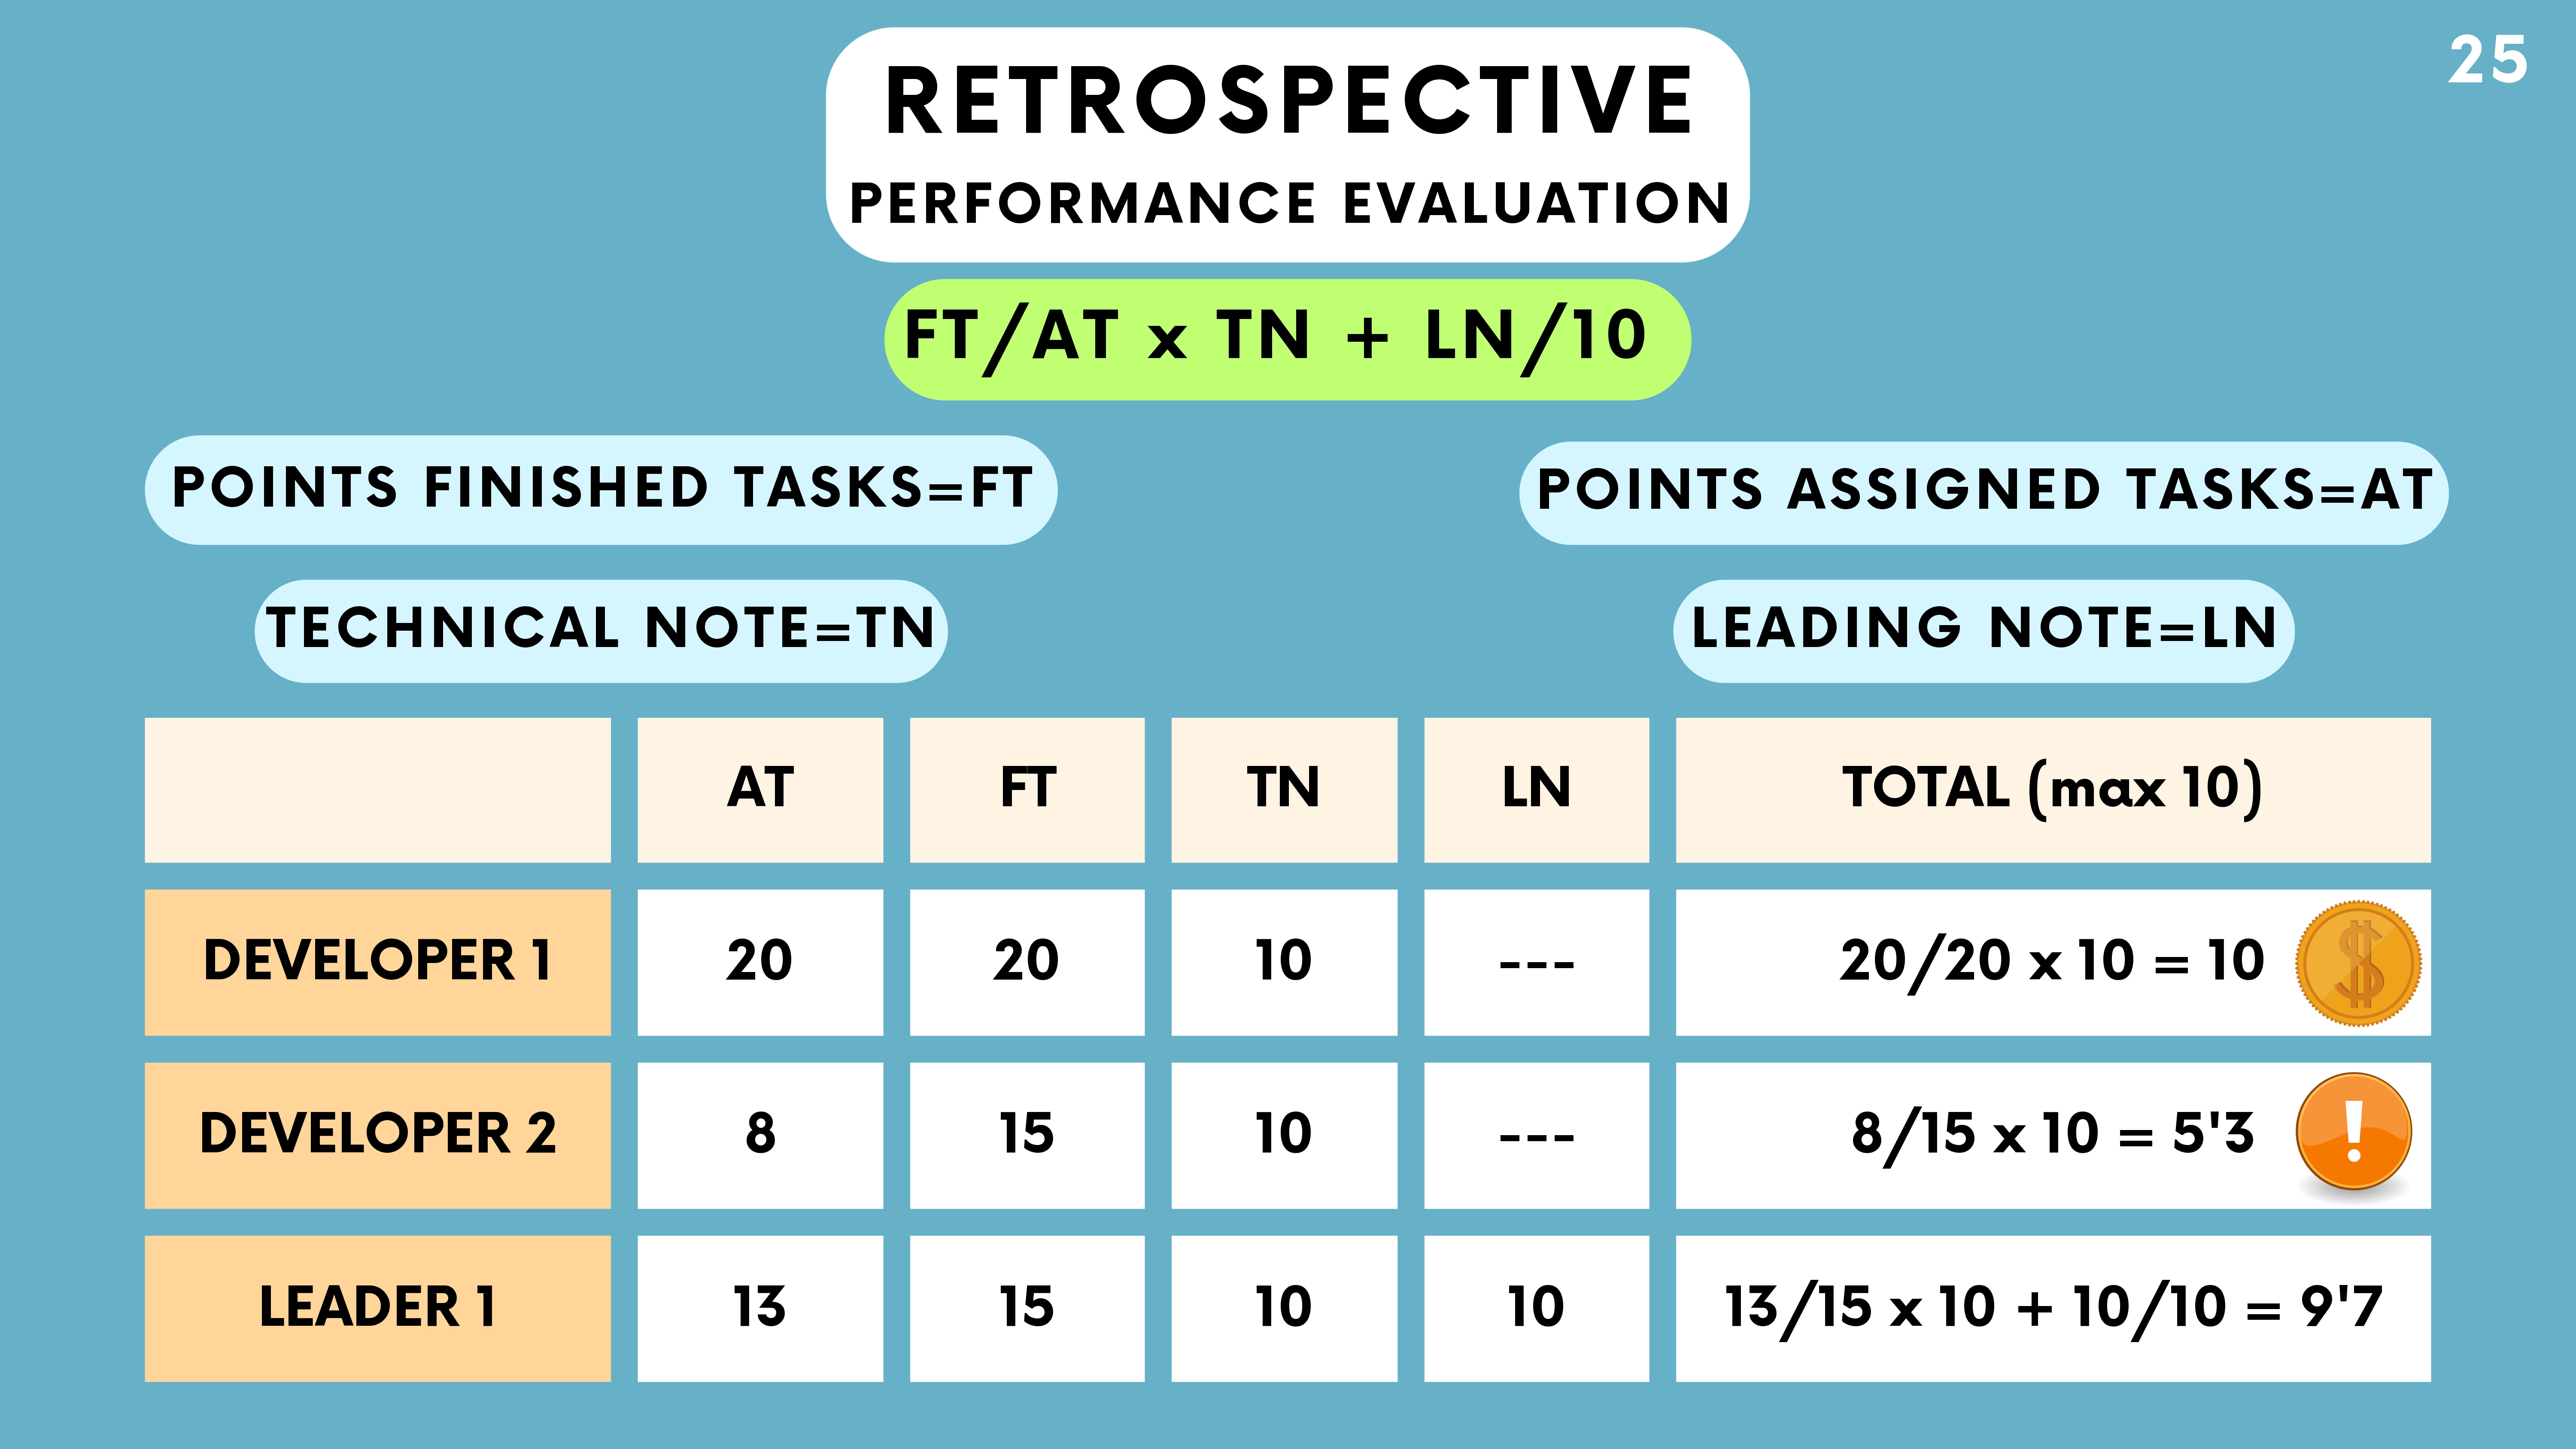 25
RETROSPECTIVE
PERFORMANCE EVALUATION
FT/AT x TN + LN/10
POINTS FINISHED TASKS=FT
POINTS ASSIGNED TASKS=AT
TECHNICAL NOTE=TN
LEADING NOTE=LN
AT FT TN LN TOTAL (max 10)
DEVELOPER 1 20 20 10 --- 20/20 x 10 = 10
DEVELOPER 2 8 15 10 --- 8/15 x 10 = 5'3
LEADER 1 13 15 10 10 13/15 x 10 + 10/10 = 9'7